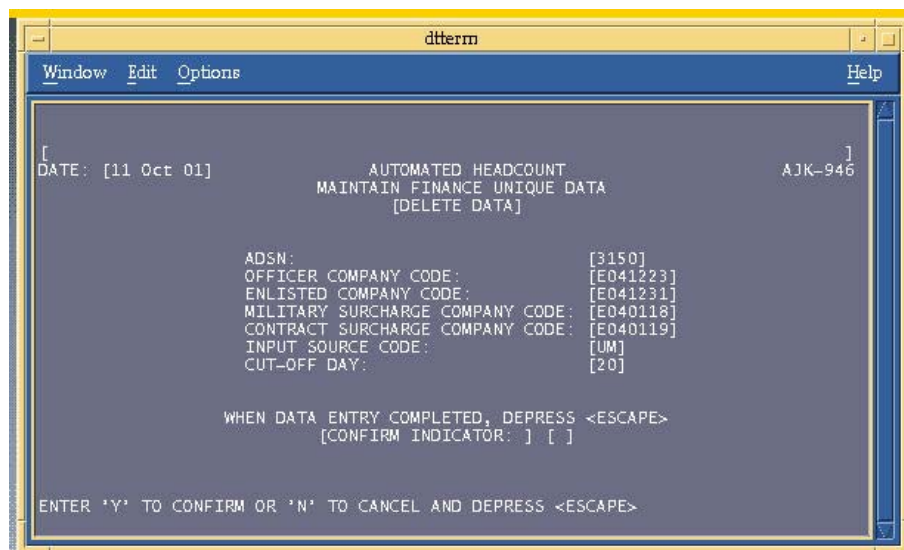 dtterm
Window Edit Options Help
[ ]
DATE: [11 Oct 01] AUTOMATED HEADCOUNT AJK-946
MAINTAIN FINANCE UNIQUE DATA
[DELETE DATA]
ADSN: [3150]
OFFICER COMPANY CODE: [E041223]
ENLISTED COMPANY CODE: [E041231]
MILITARY SURCHARGE COMPANY CODE: [E040118]
CONTRACT SURCHARGE COMPANY CODE: [E040119]
INPUT SOURCE CODE: [UM]
CUT-OFF DAY: [20]
WHEN DATA ENTRY COMPLETED, DEPRESS <ESCAPE>
[CONFIRM INDICATOR: ] [ ]
ENTER 'Y' TO CONFIRM OR 'N' TO CANCEL AND DEPRESS <ESCAPE>